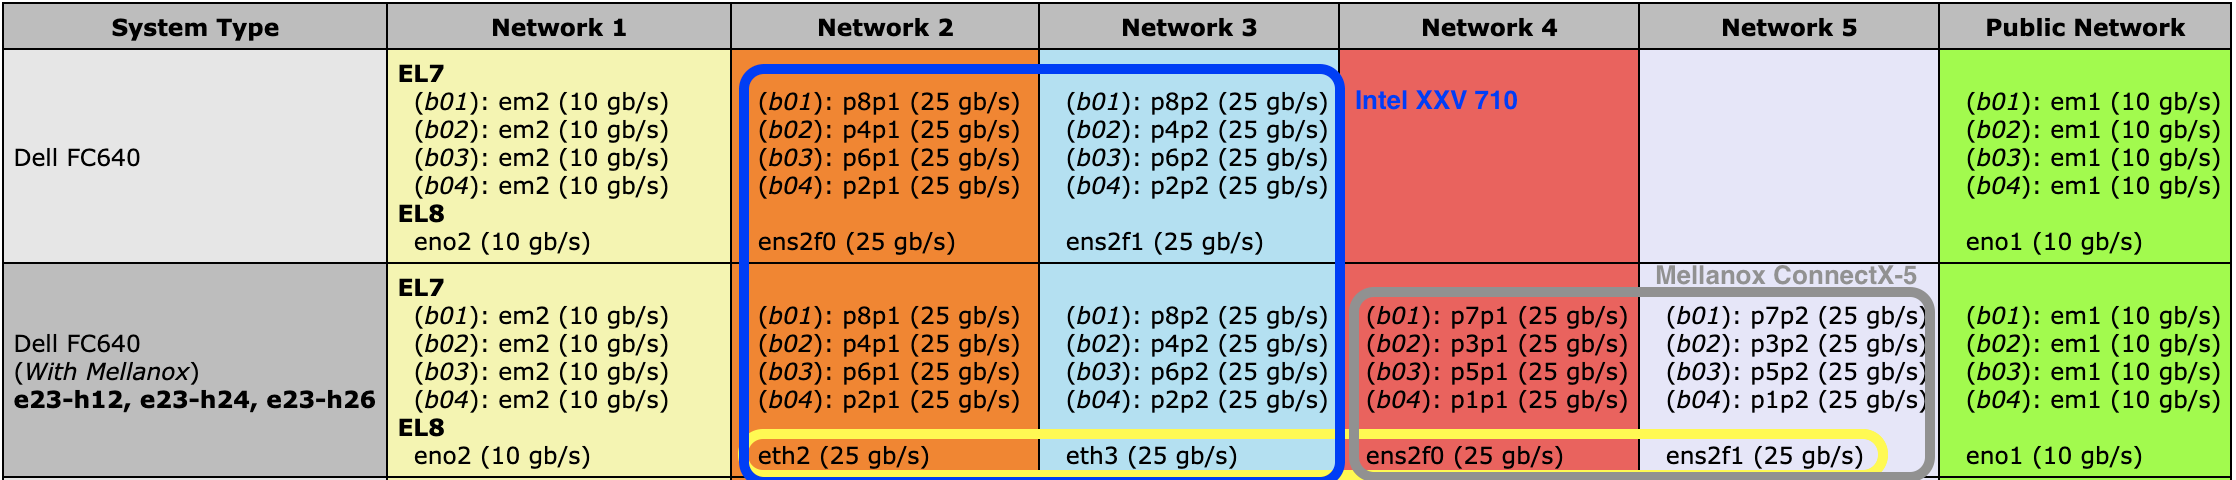 System Type Network 1 Network 2 Network 3 Network 4 Network 5 Public Network
EL7
(b01): em2 (10 gb/s) (b01): p8p1 (25 gb/s) (b01): p8p2 (25 gb/s) Intel XXV 710 (b01): em1 (10 gb/s)
(b02): em2 (10 gb/s) (b02): p4p1 (25 gb/s) (b02): p4p2 (25 gb/s) (b02): em1 (10 gb/s)
Dell FC640 (b03): em2 (10 gb/s) (b03): p6p1 (25 gb/s) (b03): p6p2 (25 gb/s) (b03): em1 (10 gb/s)
(b04): em2 (10 gb/s) (b04): p2p1 (25 gb/s) (b04): p2p2 (25 gb/s) (b04): em1 (10 gb/s)
EL8
eno2 (10 gb/s) ens2f0 (25 gb/s) ens2f1 (25 gb/s) eno1 (10 gb/s)
Mellanox ConnectX-5
EL7
(b01): em2 (10 gb/s) (b01): p8p1 (25 gb/s) (b01): p8p2 (25 gb/s) (b01): p7p1 (25 gb/s) (b01): p7p2 (25 gb/s) (b01): em1 (10 gb/s)
Dell FC640 (b02): em2 (10 gb/s) (b02): p4p1 (25 gb/s) (b02): p4p2 (25 gb/s) (b02): p3p1 (25 gb/s) (b02): p3p2 (25 gb/s) (b02): em1 (10 gb/s)
(With Mellanox) (b03): em2 (10 gb/s) (b03): p6p1 (25 gb/s) (b03): p6p2 (25 gb/s) (b03): p5p1 (25 gb/s) (b03): p5p2 (25 gb/s) (b03): em1 (10 gb/s)
e23-h12, e23-h24, e23-h26 (b04): em2 (10 gb/s) (b04): p2p1 (25 gb/s) (b04): p2p2 (25 gb/s) (b04): p1p1 (25 gb/s) (b04): p1p2 (25 gb/s) (b04): em1 (10 gb/s)
EL8
eno2 (10 gb/s) eth2 (25 gb/s) eth3 (25 gb/s) ens2f0 (25 gb/s) ens2f1 (25 gb/s) eno1 (10 gb/s)